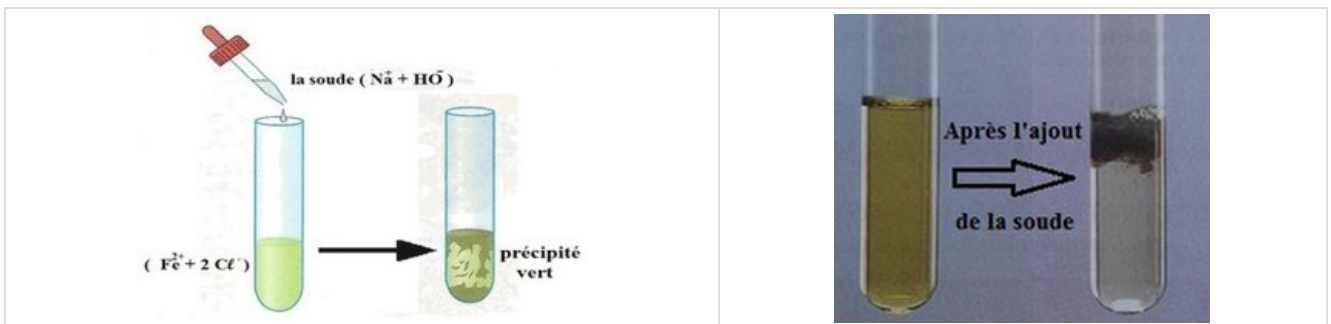 la soude ( Na⁺ + HO⁻ )
( Fe²⁺ + 2 Cℓ⁻ )
précipité
vert
Après l'ajout
de la soude